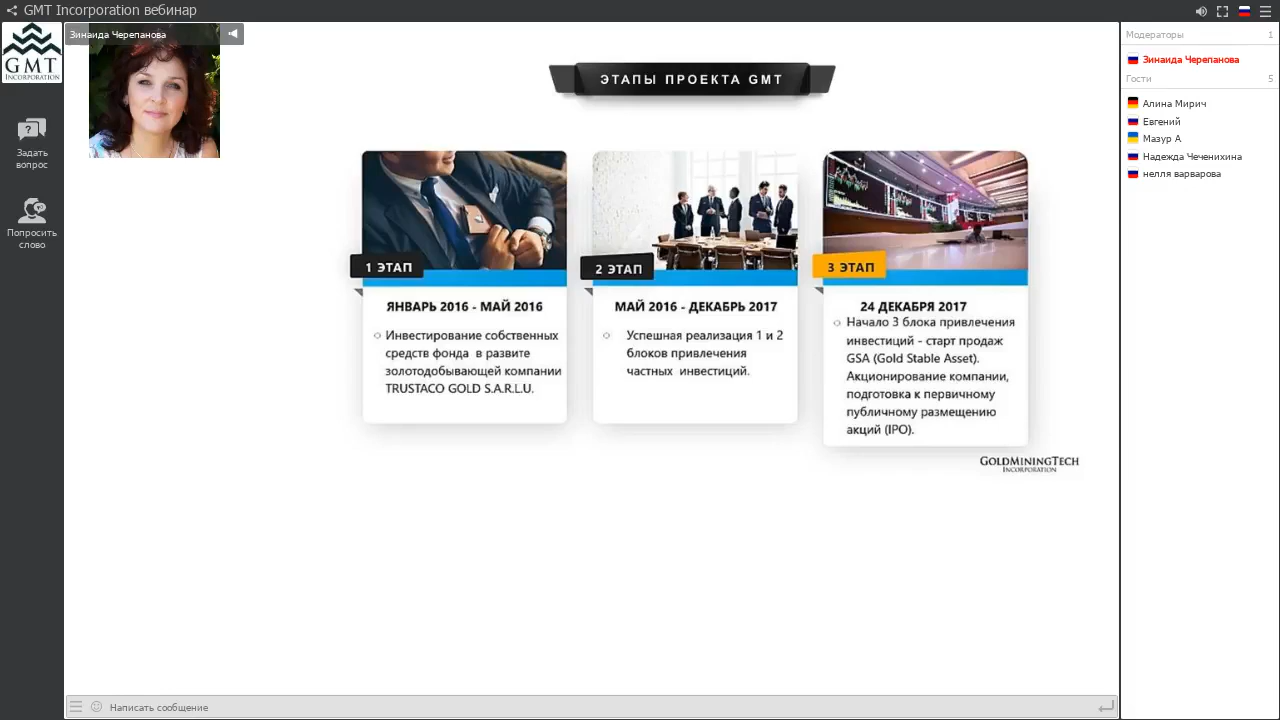 GMT Incorporation вебинар
GMT
INCORPORATION
Зинаида Черепанова
Задать
вопрос
Попросить
слово
ЭТАПЫ ПРОЕКТА GMT
1 ЭТАП
ЯНВАРЬ 2016 - МАЙ 2016
Инвестирование собственных
средств фонда в развите
золотодобывающей компании
TRUSTACO GOLD S.A.R.L.U.
2 ЭТАП
МАЙ 2016 - ДЕКАБРЬ 2017
Успешная реализация 1 и 2
блоков привлечения
частных инвестиций.
3 ЭТАП
24 ДЕКАБРЯ 2017
Начало 3 блока привлечения
инвестиций - старт продаж
GSA (Gold Stable Asset).
Акционирование компании,
подготовка к первичному
публичному размещению
акций (IPO).
GOLDMININGTECH
INCORPORATION
Написать сообщение
Модераторы 1
Зинаида Черепанова
Гости 5
Алина Мирич
Евгений
Мазур А
Надежда Чеченихина
нелля варварова